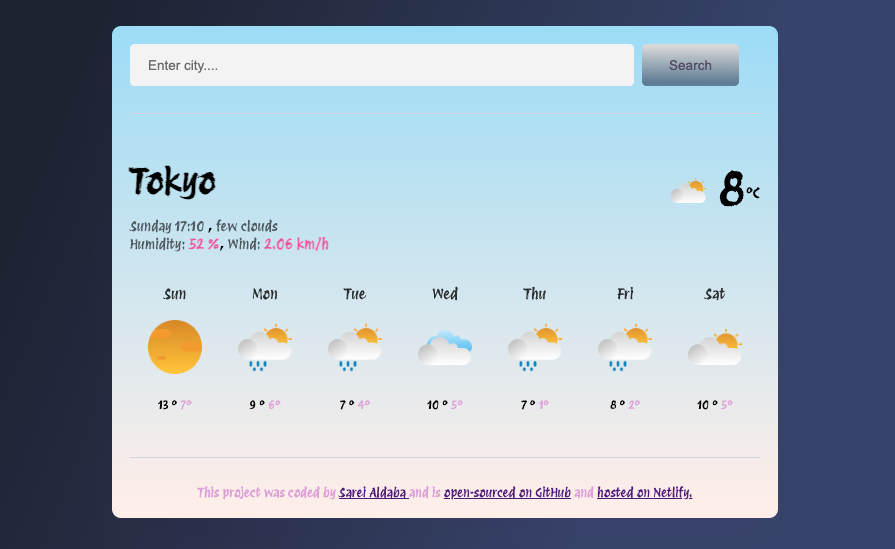 Enter city.... Search
Tokyo 8°C
Sunday 17:10 , few clouds
Humidity: 52 %, Wind: 2.06 km/h
Sun Mon Tue Wed Thu Fri Sat
13 ° 7° 9 ° 6° 7 ° 4° 10 ° 5° 7 ° 1° 8 ° 2° 10 ° 5°
This project was coded by Sarei Aldaba and is open-sourced on GitHub and hosted on Netlify.